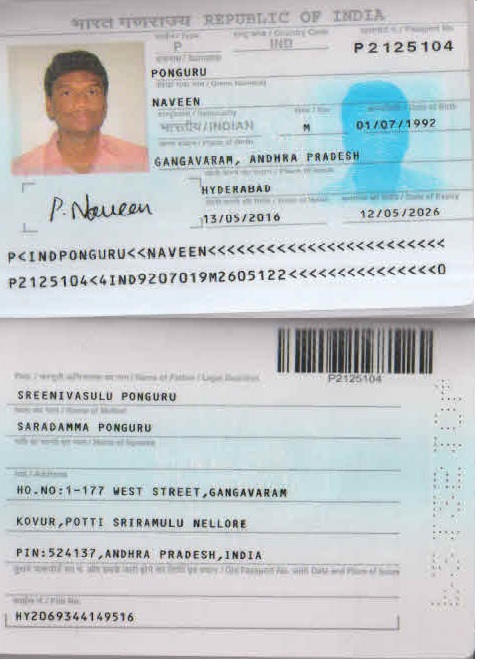 भारत गणराज्य REPUBLIC OF INDIA
P IND P2125104
PONGURU
NAVEEN
भारतीय/INDIAN M 01/07/1992
GANGAVARAM, ANDHRA PRADESH
HYDERABAD
13/05/2016 12/05/2026
P. Naveen
P<INDPONGURU<<NAVEEN<<<<<<<<<<<<<<<<<<<<<<<<
P2125104<4IND9207019M2605122<<<<<<<<<<<<<<<0
P2125104
SREENIVASULU PONGURU
SARADAMMA PONGURU
HO.NO:1-177 WEST STREET,GANGAVARAM
KOVUR,POTTI SRIRAMULU NELLORE
PIN:524137,ANDHRA PRADESH,INDIA
HY2069344149516